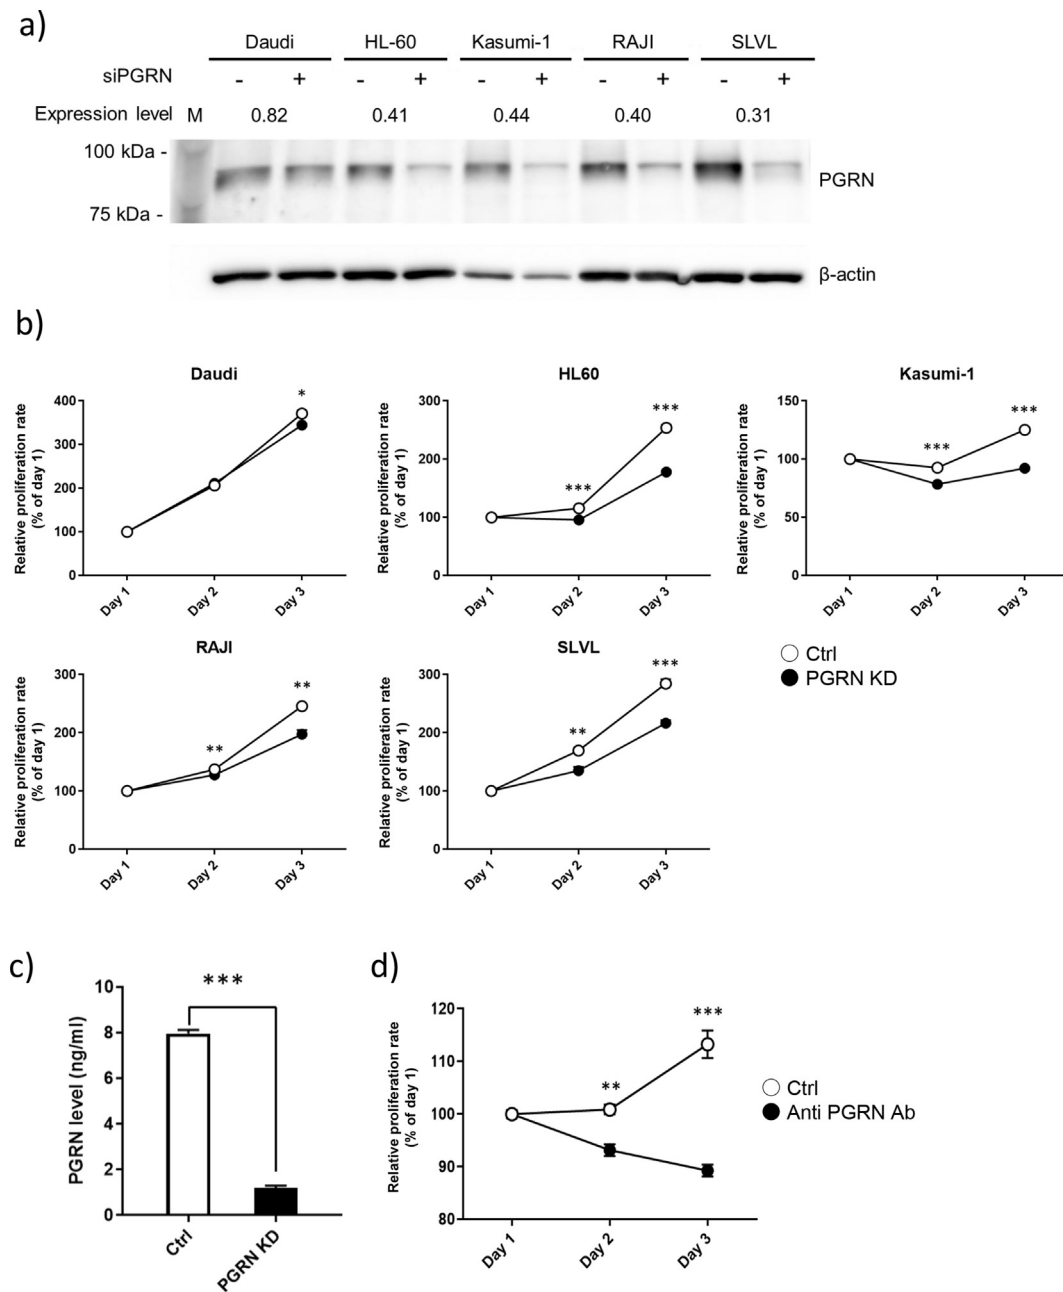 a)
Daudi HL-60 Kasumi-1 RAJI SLVL
siPGRN - + - + - + - + - +
Expression level M 0.82 0.41 0.44 0.40 0.31
100 kDa -
PGRN
75 kDa -
β-actin
b)
Daudi
Relative proliferation rate
(% of day 1)
400
300
200
100
0
*
Day 1 Day 2 Day 3
HL60
Relative proliferation rate
(% of day 1)
300
200
100
0
*** ***
Day 1 Day 2 Day 3
Kasumi-1
Relative proliferation rate
(% of day 1)
150
100
50
0
*** ***
Day 1 Day 2 Day 3
RAJI
Relative proliferation rate
(% of day 1)
300
200
100
0
** **
Day 1 Day 2 Day 3
SLVL
Relative proliferation rate
(% of day 1)
300
200
100
0
** ***
Day 1 Day 2 Day 3
Ctrl
PGRN KD
c)
PGRN level (ng/ml)
10
8
6
4
2
0
***
Ctrl PGRN KD
d)
Relative proliferation rate
(% of day 1)
120
110
100
90
80
** ***
Day 1 Day 2 Day 3
Ctrl
Anti PGRN Ab